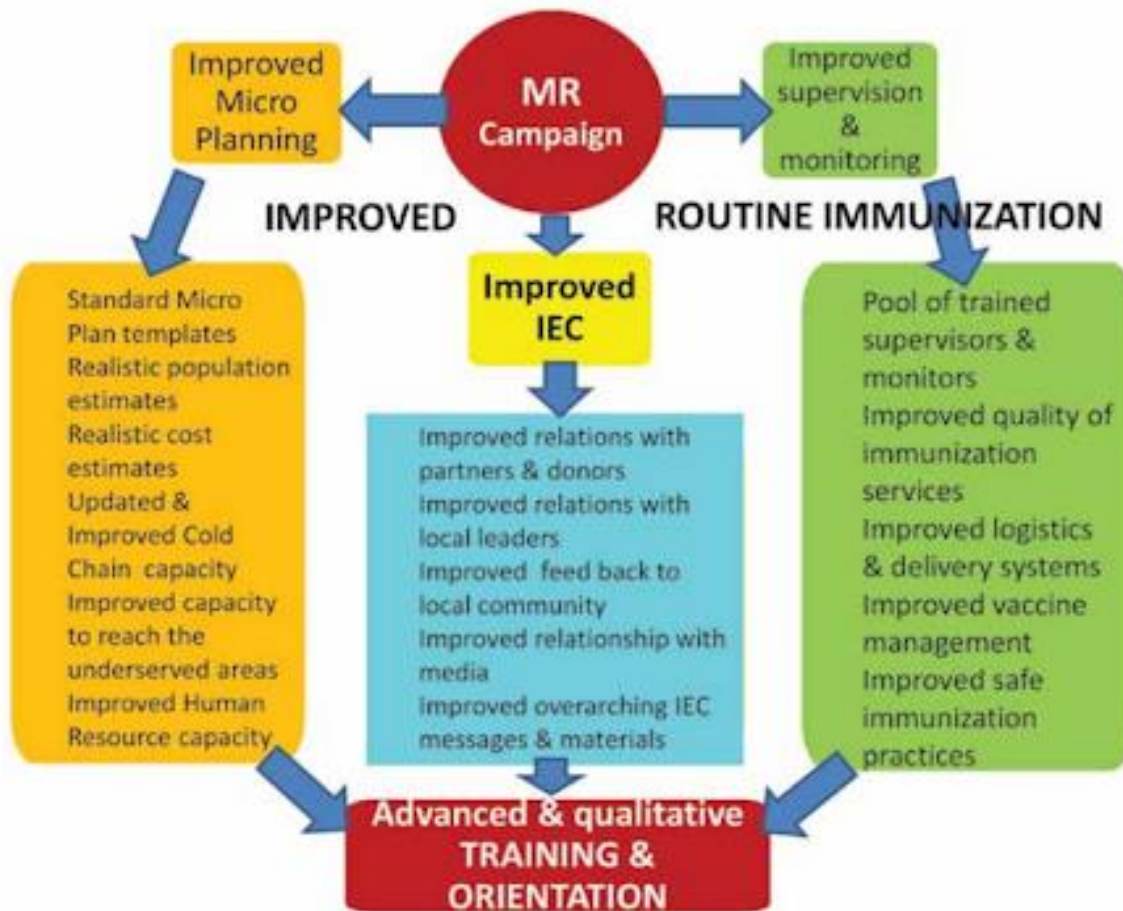 Improved
Micro
Planning
MR
Campaign
Improved
supervision
&
monitoring
IMPROVED
ROUTINE IMMUNIZATION
Improved
IEC
Standard Micro
Plan templates
Realistic population
estimates
Realistic cost
estimates
Updated &
Improved Cold
Chain capacity
Improved capacity
to reach the
underserved areas
Improved Human
Resource capacity
Improved relations with
partners & donors
Improved relations with
local leaders
Improved feed back to
local community
Improved relationship with
media
Improved overarching IEC
messages & materials
Pool of trained
supervisors &
monitors
Improved quality of
immunization
services
Improved logistics
& delivery systems
Improved vaccine
management
Improved safe
immunization
practices
Advanced & qualitative
TRAINING &
ORIENTATION